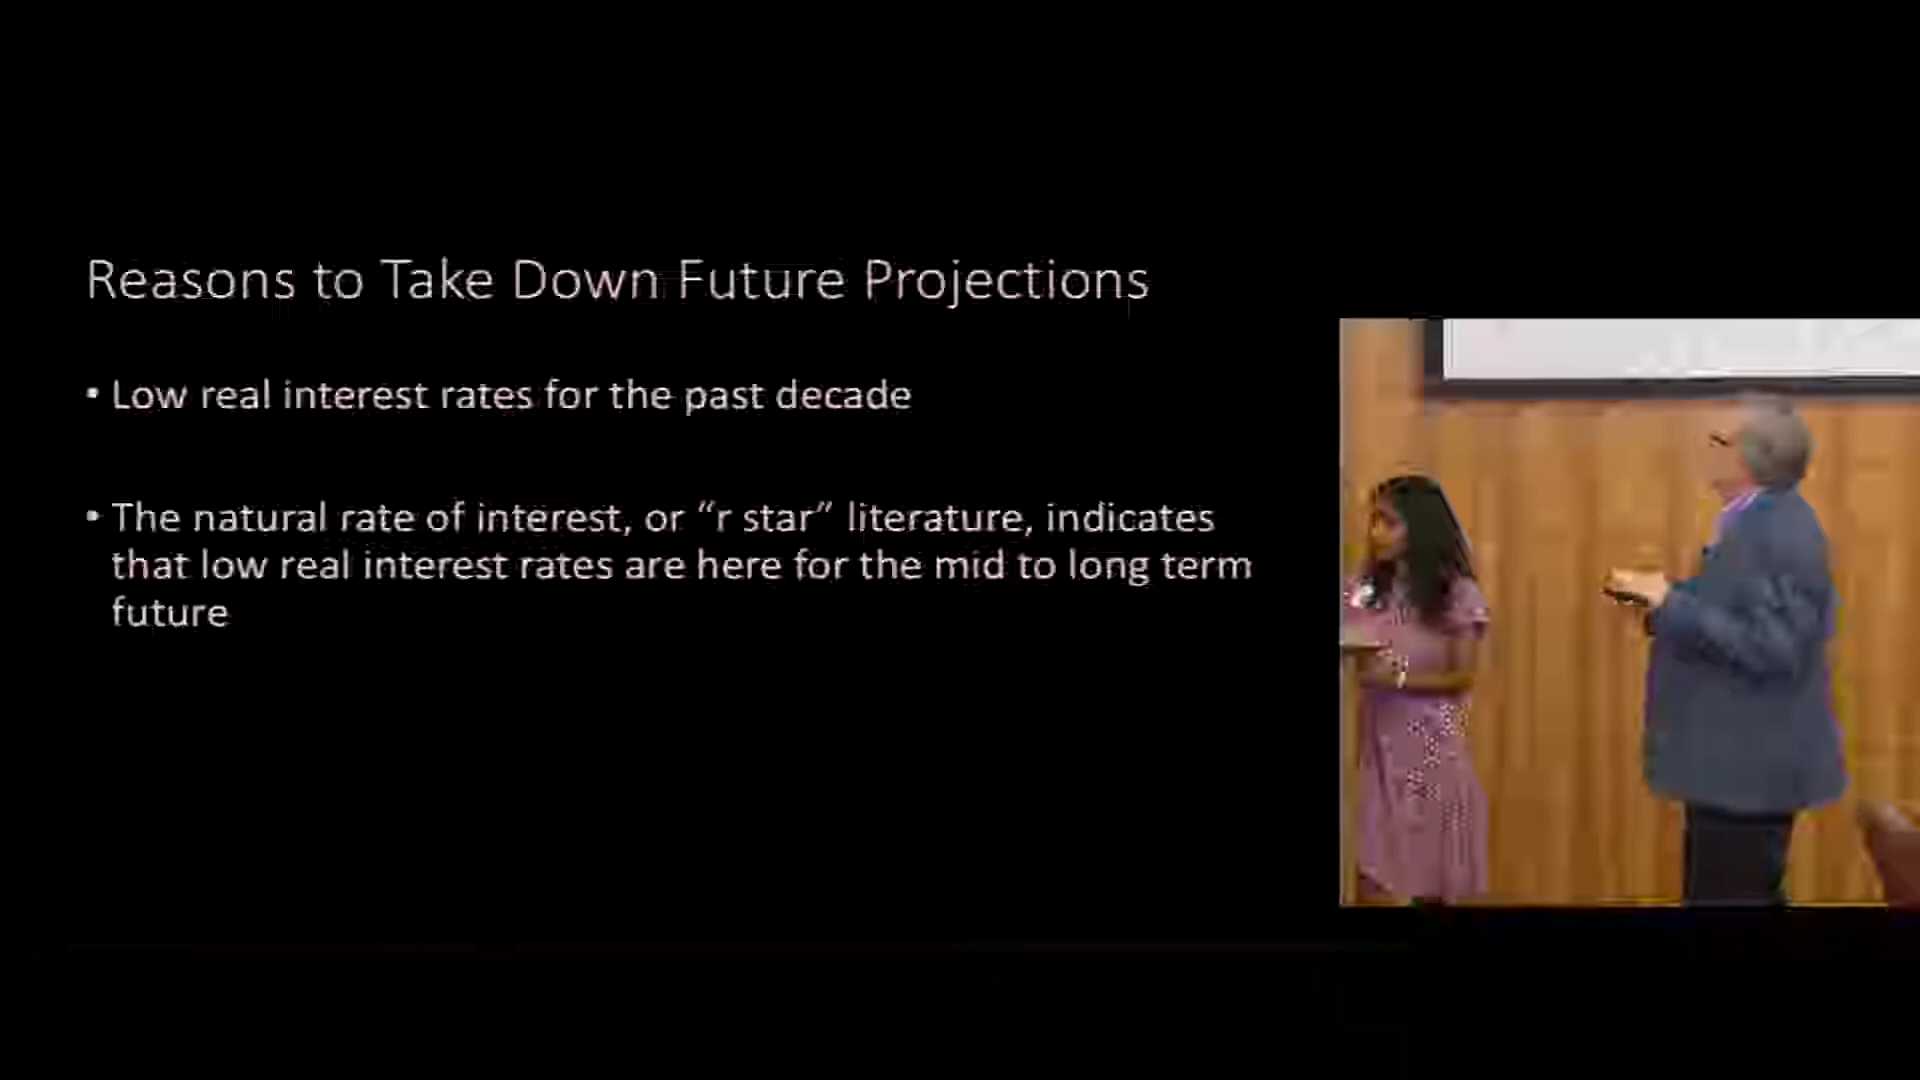 Reasons to Take Down Future Projections
• Low real interest rates for the past decade
• The natural rate of interest, or “r star” literature, indicates
that low real interest rates are here for the mid to long term
future